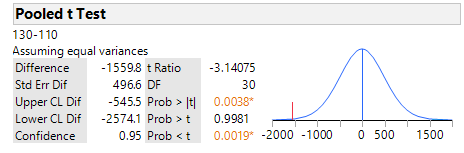 Pooled t Test
130-110
Assuming equal variances
Difference -1559.8 t Ratio -3.14075
Std Err Dif 496.6 DF 30
Upper CL Dif -545.5 Prob > |t| 0.0038*
Lower CL Dif -2574.1 Prob > t 0.9981
Confidence 0.95 Prob < t 0.0019*
-2000 -1000 0 500 1500